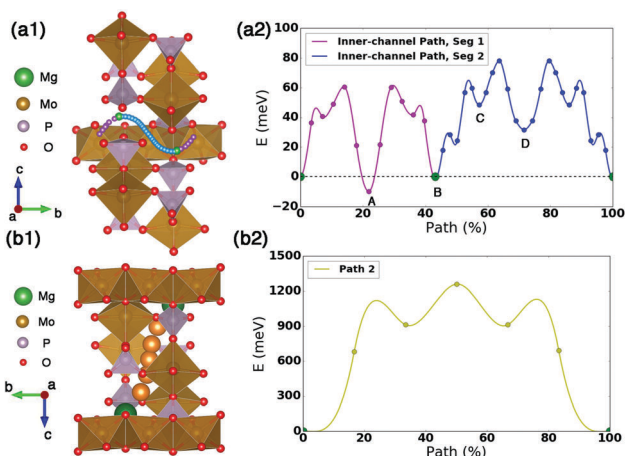 (a1)
Mg
Mo
P
O
c
a
b
(a2)
Inner-channel Path, Seg 1
Inner-channel Path, Seg 2
E (meV)
100
80
60
40
20
0
−20
A
B
C
D
0
20
40
60
80
100
Path (%)
(b1)
Mg
Mo
P
O
b
a
c
(b2)
Path 2
E (meV)
1500
1200
900
600
300
0
0
20
40
60
80
100
Path (%)